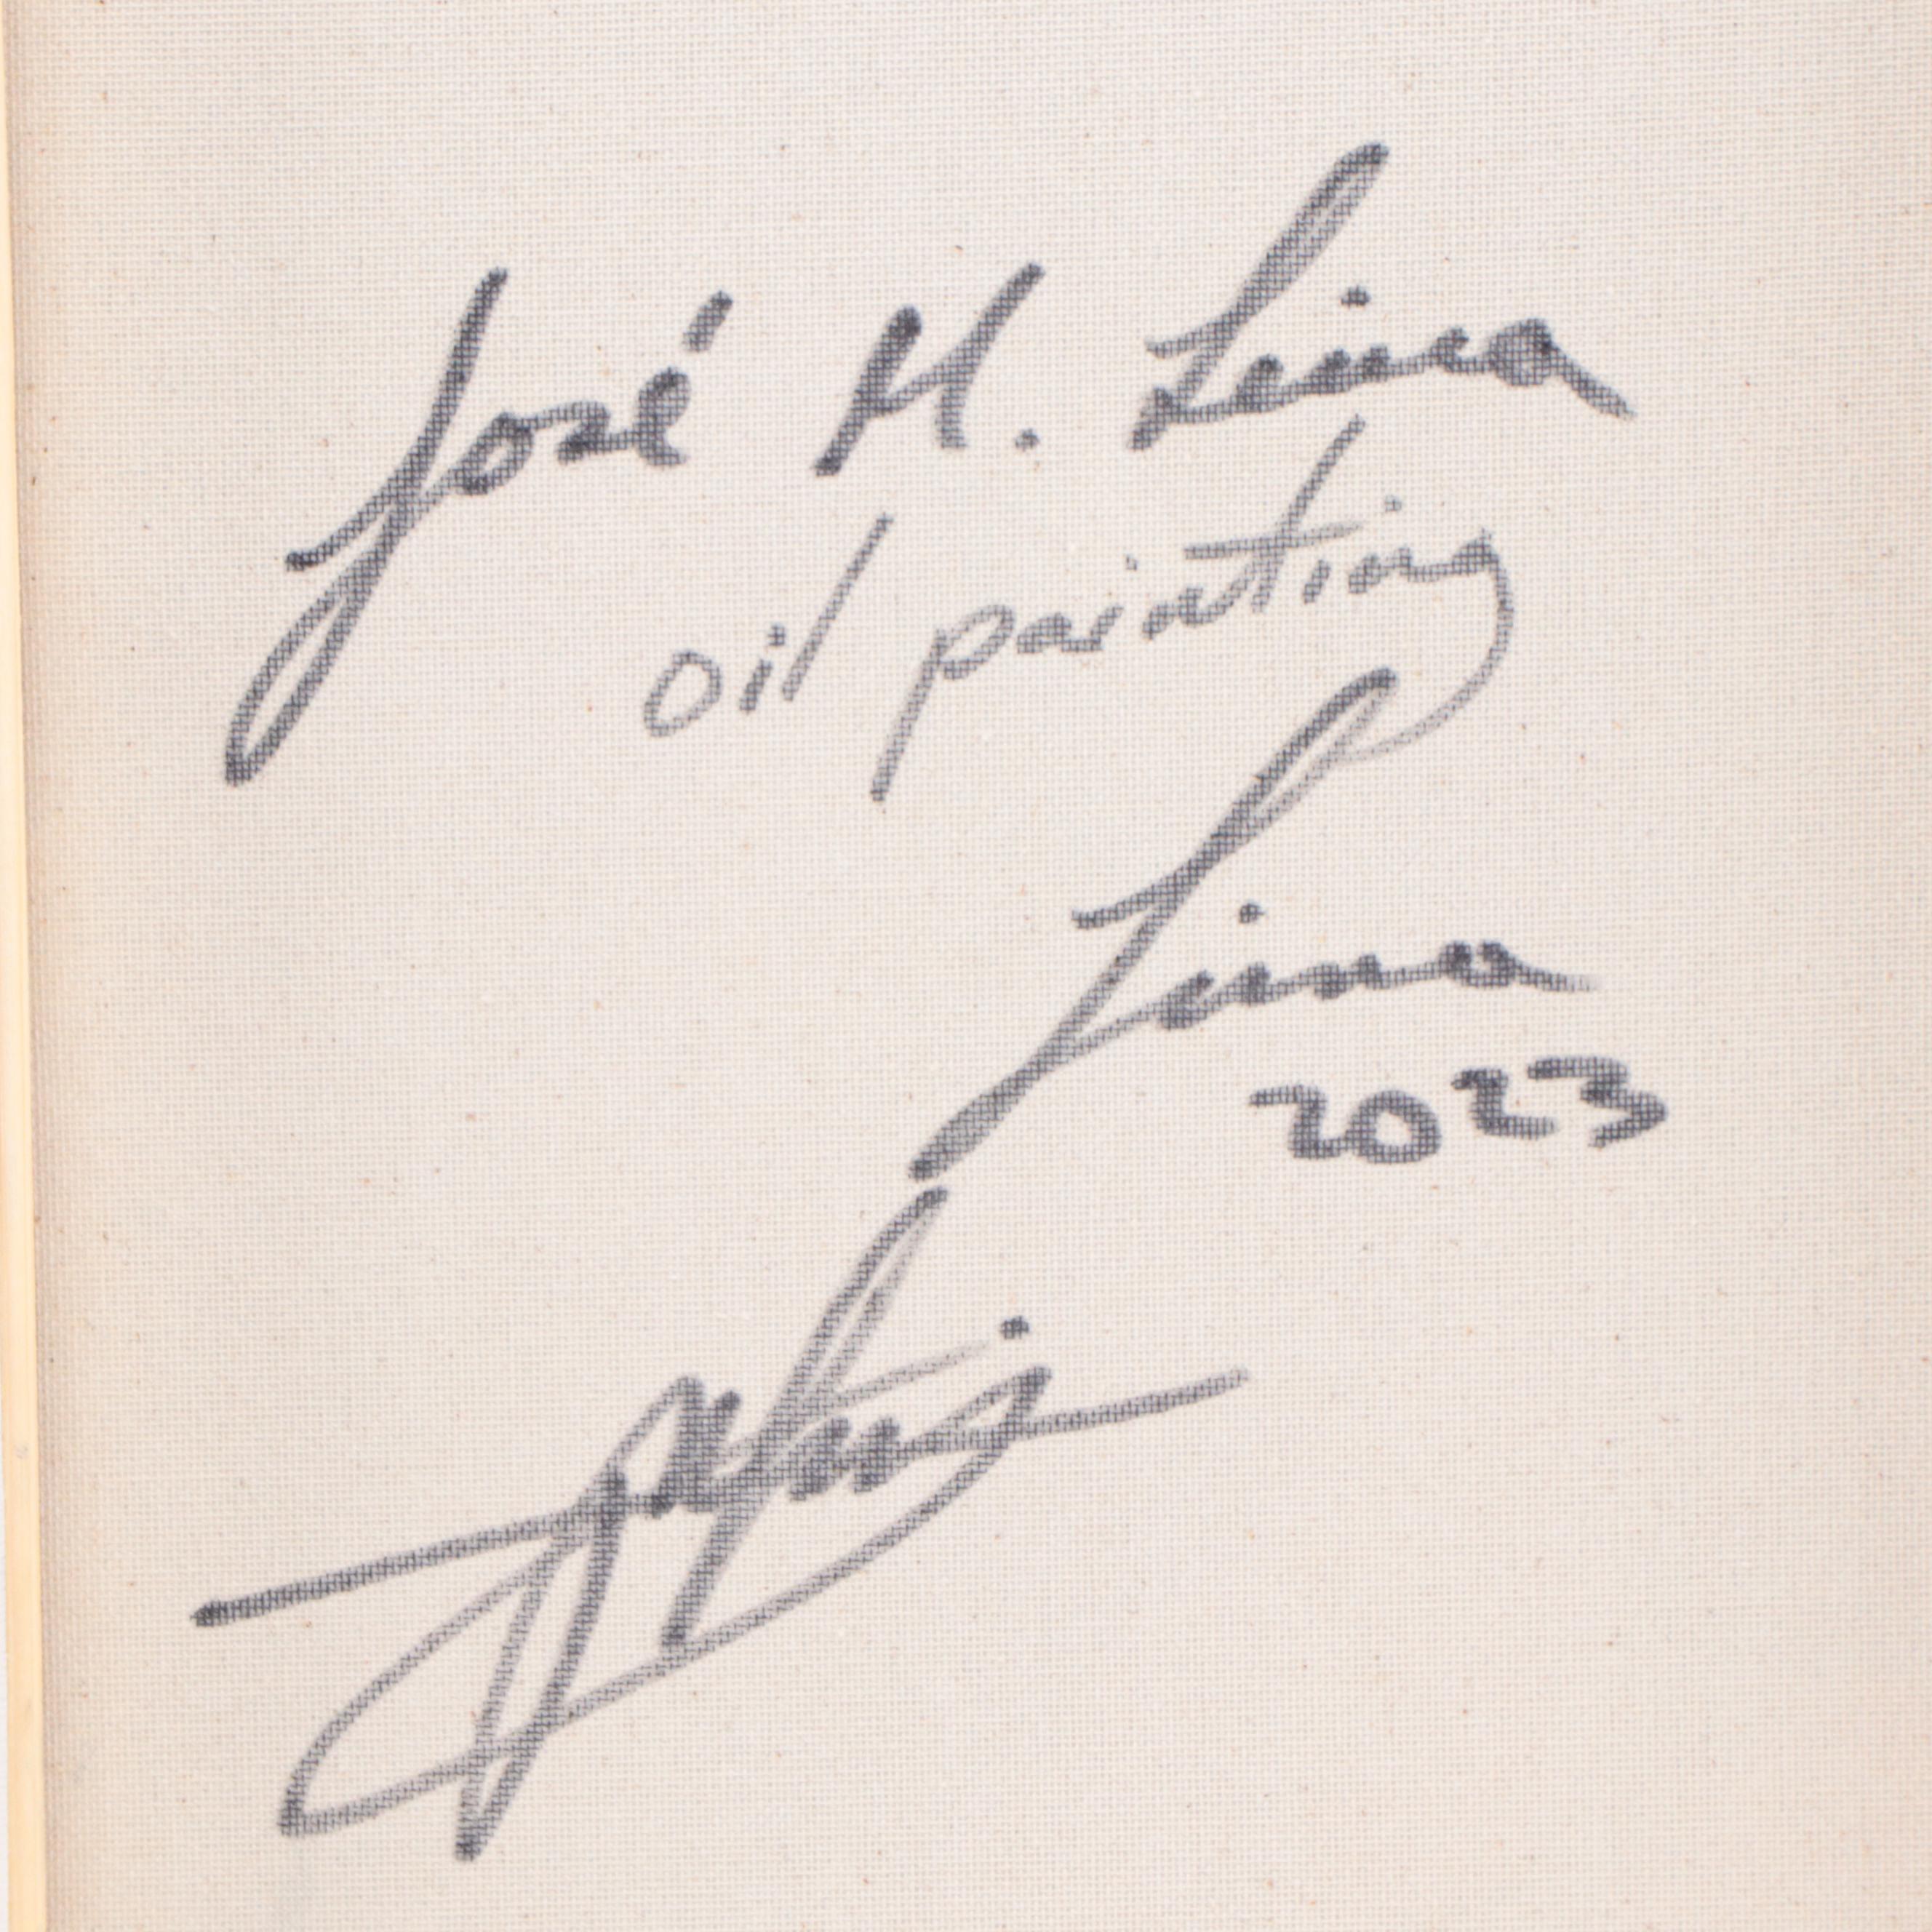 José M. Lima
oil painting
Lima
2023